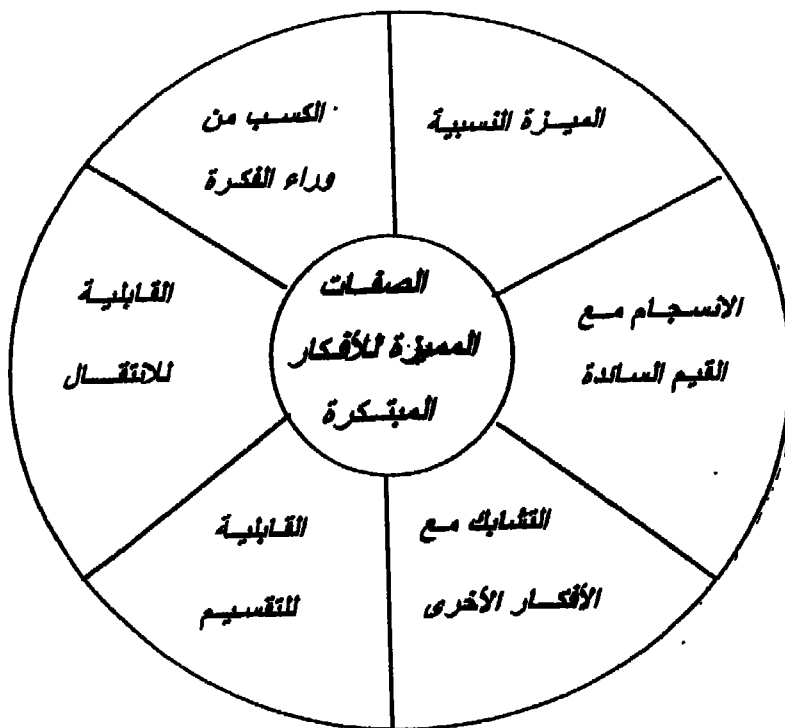 الصفات
المميزة للأفكار
المبتكرة
الميزة النسبية
الانسجام مع
القيم السائدة
التشابك مع
الأفكار الأخرى
القابلية
للتقسيم
القابلية
للانتقال
الكسب من
وراء الفكرة